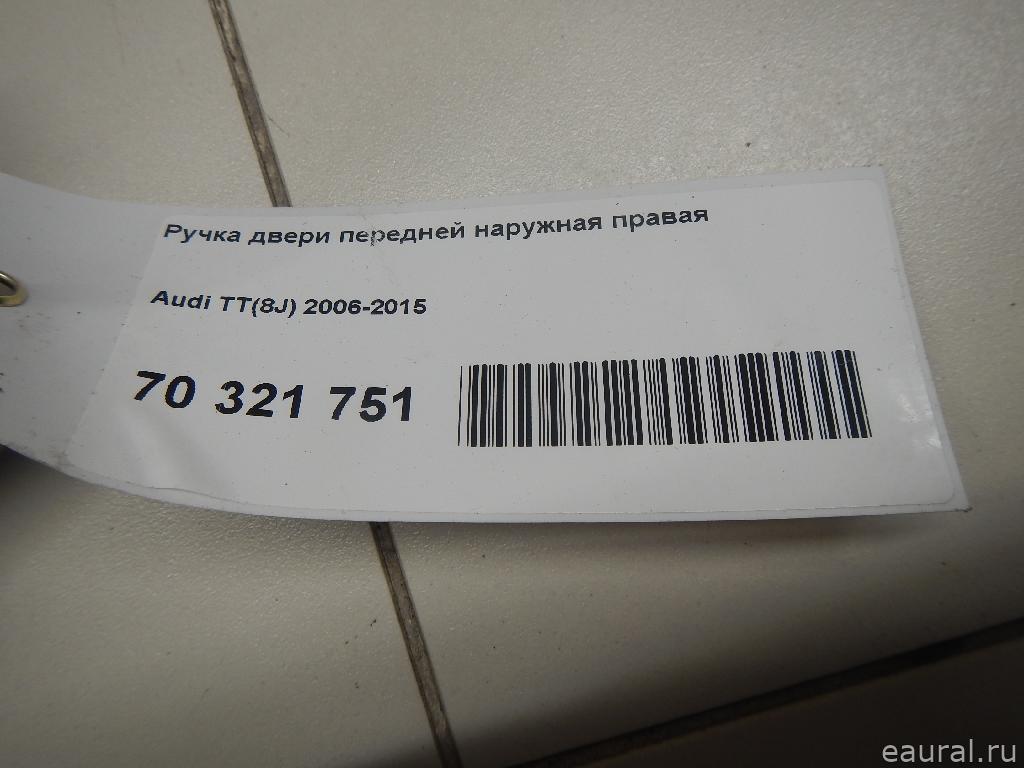 Ручка двери передней наружная правая
Audi TT(8J) 2006-2015
70 321 751
eaural.ru